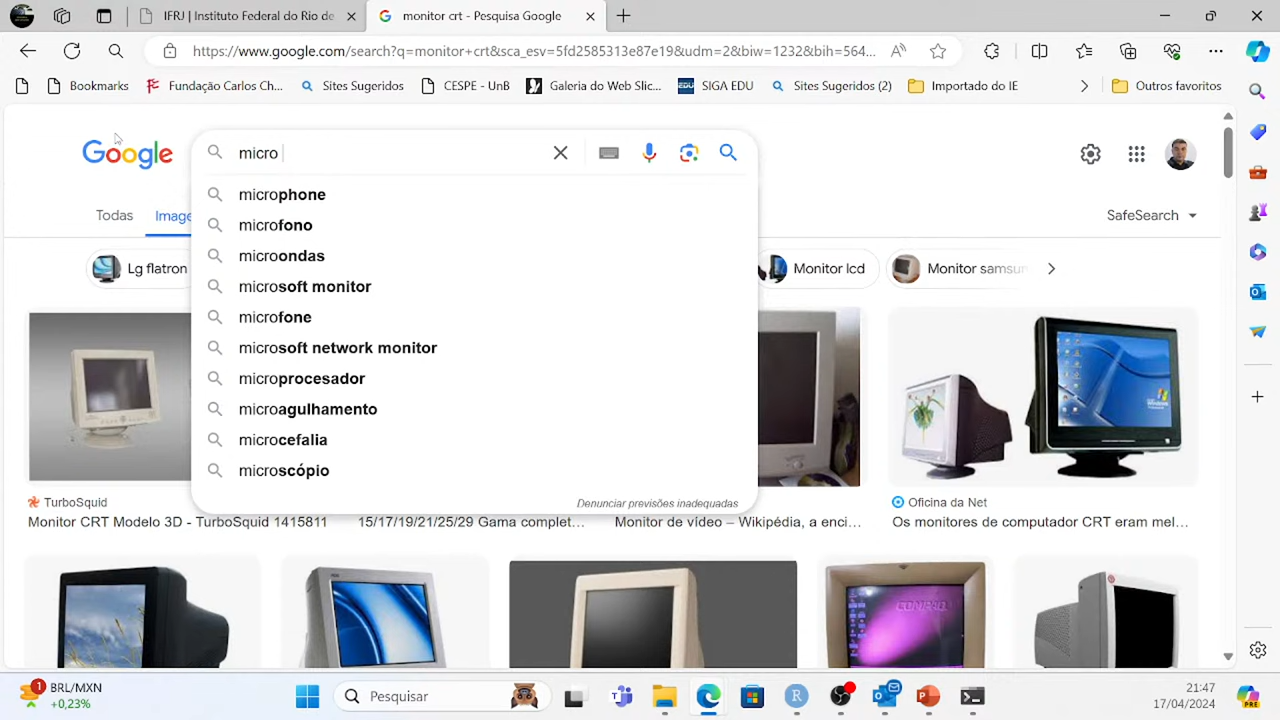 IFRJ | Instituto Federal do Rio de
monitor crt - Pesquisa Google
https://www.google.com/search?q=monitor+crt&sca_esv=5fd2585313e87e19&udm=2&biw=1232&bih=564...
Bookmarks
Fundação Carlos Ch...
Sites Sugeridos
CESPE - UnB
Galeria do Web Slic...
SIGA EDU
Sites Sugeridos (2)
Importado do IE
Outros favoritos
Google
micro
microphone
microfono
microondas
microsoft monitor
microfone
microsoft network monitor
microprocesador
microagulhamento
microcefalia
microscópio
Denunciar previsões inadequadas
Todas
Image
SafeSearch
Lg flatron
Monitor lcd
Monitor samsun
TurboSquid
Monitor CRT Modelo 3D - TurboSquid 1415811
15/17/19/21/25/29 Gama complet...
Monitor de vídeo – Wikipédia, a enci...
Oficina da Net
Os monitores de computador CRT eram mel...
COMPAQ
1
BRL/MXN
+0,23%
Pesquisar
21:47
17/04/2024
PRE